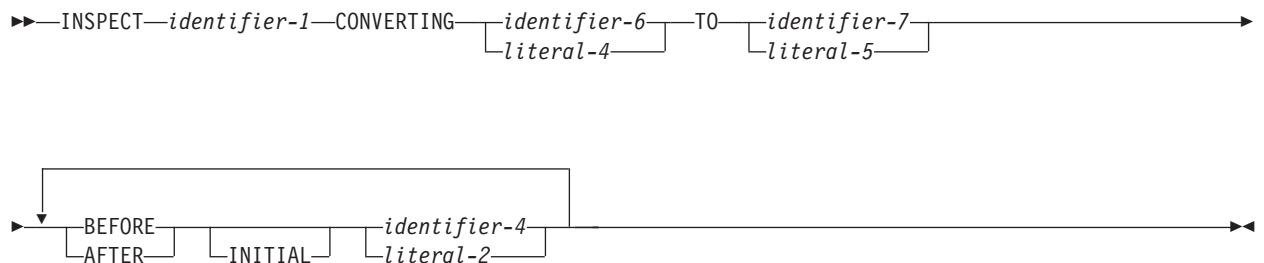 INSPECT identifier-1 CONVERTING identifier-6 TO identifier-7
literal-4 literal-5
BEFORE identifier-4
AFTER INITIAL literal-2